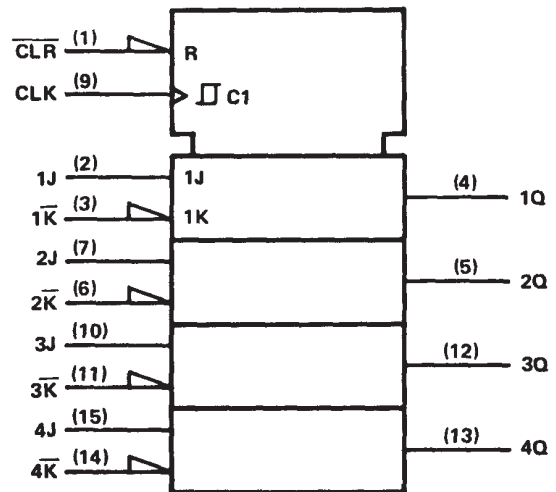 C̅L̅R̅ (1) R
CLK (9) C1
1J (2) 1J (4) 1Q
1K̅ (3) 1K
2J (7) (5) 2Q
2K̅ (6)
3J (10) (12) 3Q
3K̅ (11)
4J (15) (13) 4Q
4K̅ (14)